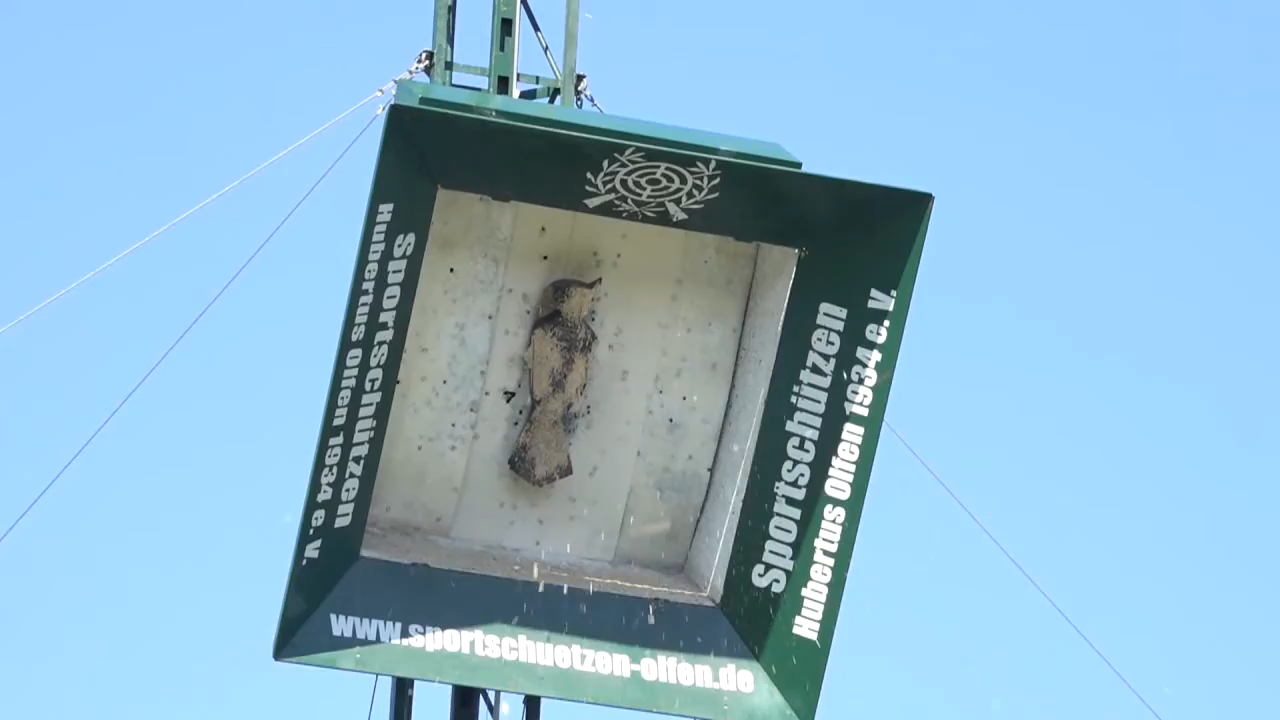 Sportschützen
Hubertus Olfen 1934 e. V.
Sportschützen
Hubertus Olfen 1934 e. V.
www.sportschuetzen-olfen.de